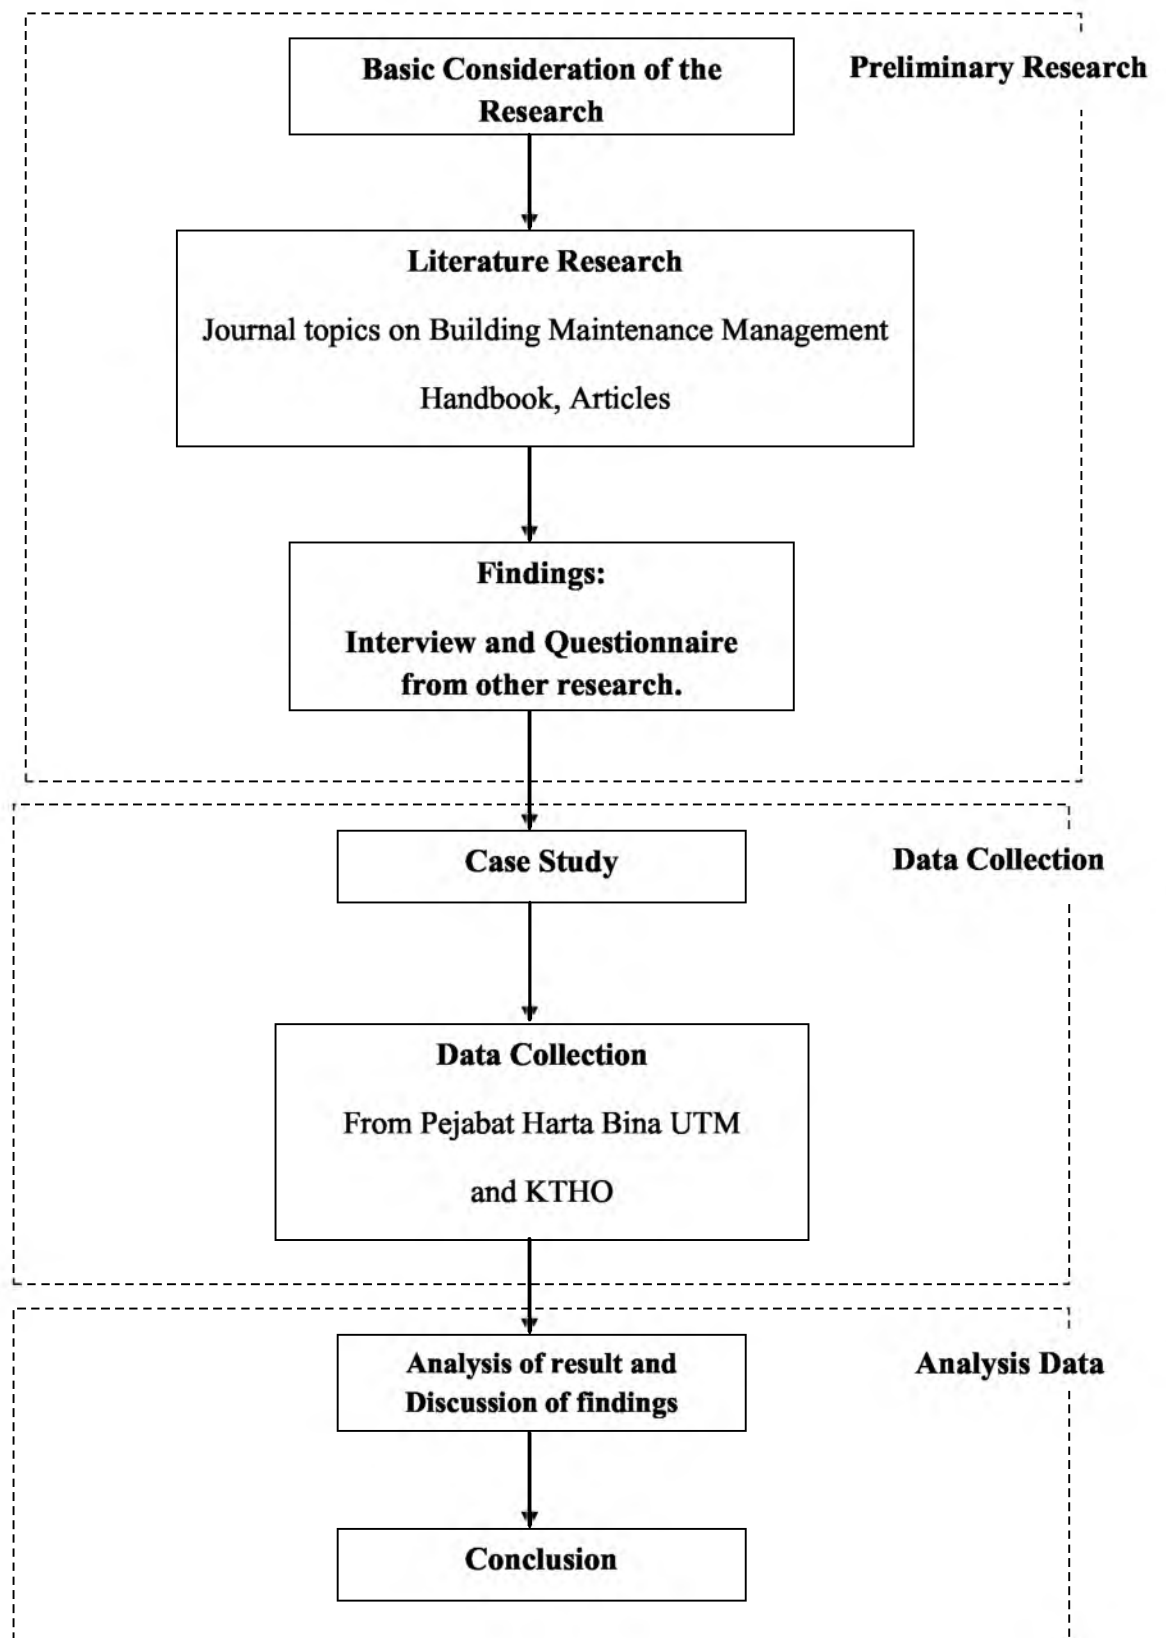 Preliminary Research
Basic Consideration of the
Research
Literature Research
Journal topics on Building Maintenance Management
Handbook, Articles
Findings:
Interview and Questionnaire
from other research.
Data Collection
Case Study
Data Collection
From Pejabat Harta Bina UTM
and KTHO
Analysis Data
Analysis of result and
Discussion of findings
Conclusion